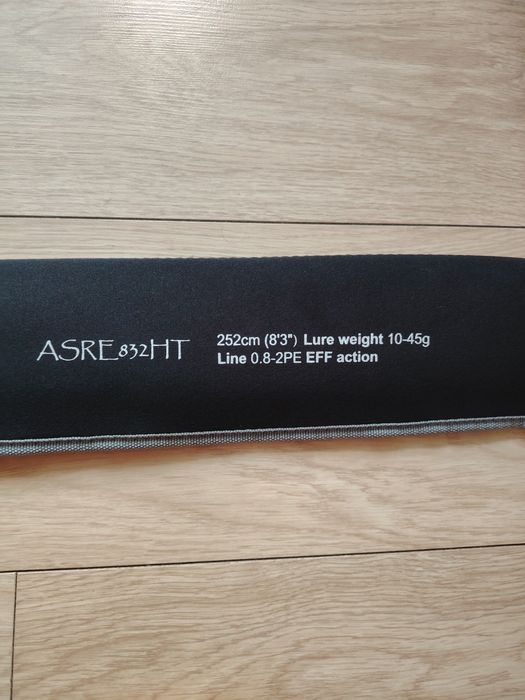 ASRE832HT
252cm (8'3") Lure weight 10-45g
Line 0.8-2PE EFF action